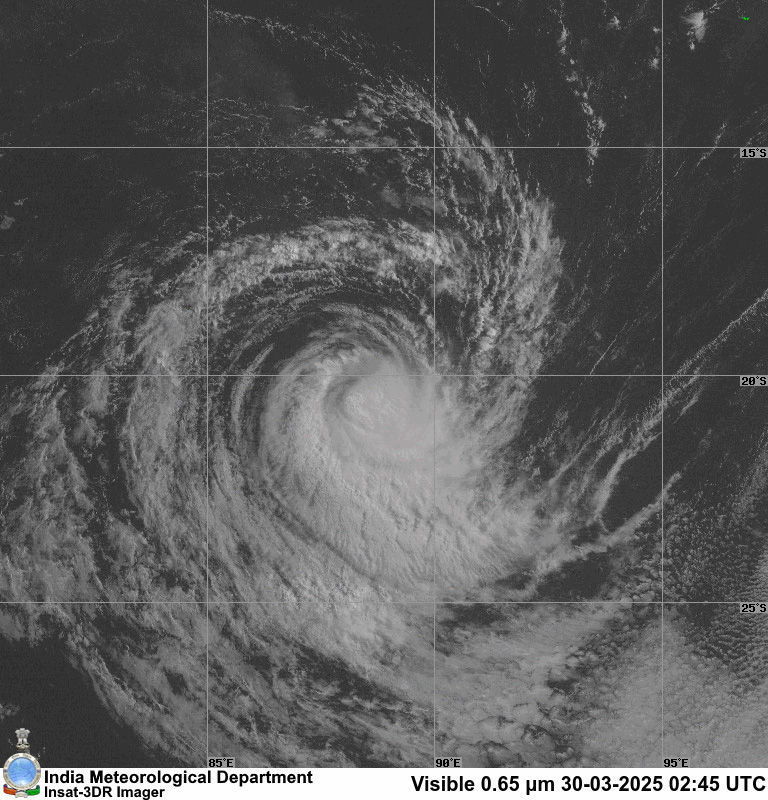 15°S
20°S
25°S
85°E
90°E
95°E
India Meteorological Department
Insat-3DR Imager
Visible 0.65 µm 30-03-2025 02:45 UTC